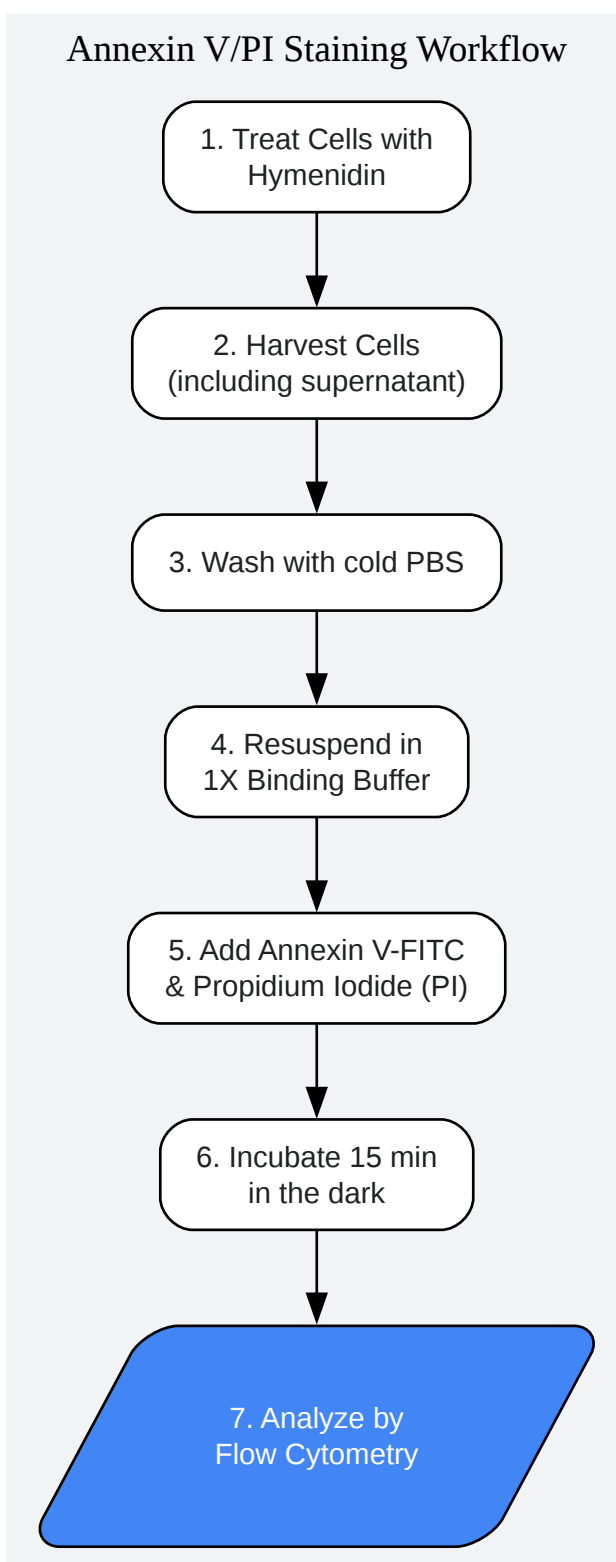 Annexin V/PI Staining Workflow
1. Treat Cells with
Hymenidin
2. Harvest Cells
(including supernatant)
3. Wash with cold PBS
4. Resuspend in
1X Binding Buffer
5. Add Annexin V-FITC
& Propidium Iodide (PI)
6. Incubate 15 min
in the dark
7. Analyze by
Flow Cytometry